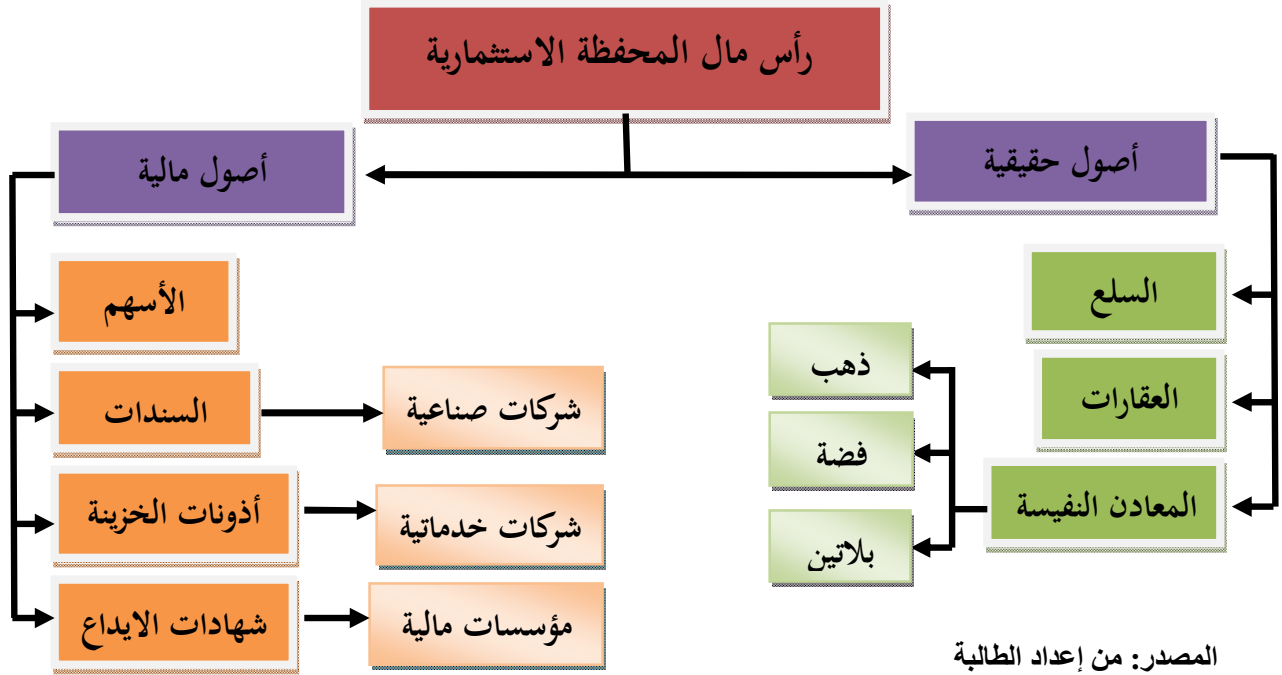 رأس مال المحفظة الاستثمارية
أصول حقيقية
أصول مالية
السلع
العقارات
المعادن النفيسة
ذهب
فضة
بلاتين
الأسهم
السندات
شركات صناعية
أذونات الخزينة
شركات خدماتية
شهادات الايداع
مؤسسات مالية
المصدر: من إعداد الطالبة